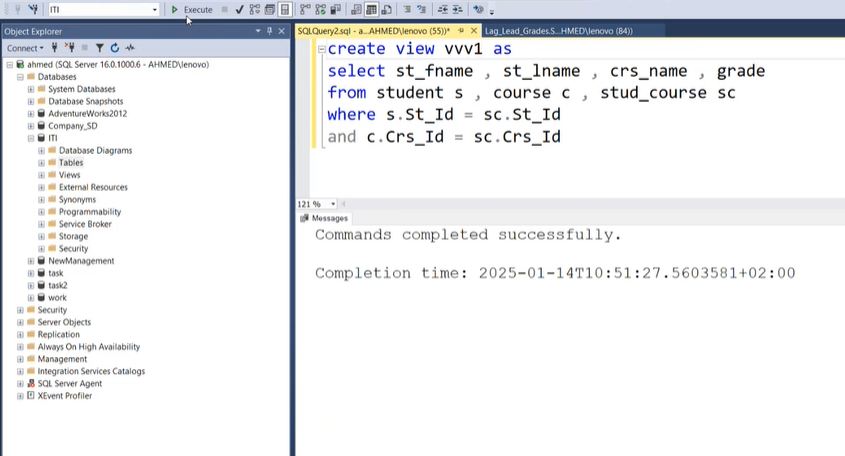 ITI
Execute
Object Explorer
Connect
ahmed (SQL Server 16.0.1000.6 - AHMED\lenovo)
Databases
System Databases
Database Snapshots
AdventureWorks2012
Company_SD
ITI
Database Diagrams
Tables
Views
External Resources
Synonyms
Programmability
Service Broker
Storage
Security
NewManagement
task
task2
work
Security
Server Objects
Replication
Always On High Availability
Management
Integration Services Catalogs
SQL Server Agent
XEvent Profiler
SQLQuery2.sql - a...AHMED\lenovo (55))*
Lag_Lead_Grades.S...HMED\lenovo (84))
create view vvv1 as
select st_fname , st_lname , crs_name , grade
from student s , course c , stud_course sc
where s.St_Id = sc.St_Id
and c.Crs_Id = sc.Crs_Id
121 %
Messages
Commands completed successfully.
Completion time: 2025-01-14T10:51:27.5603581+02:00